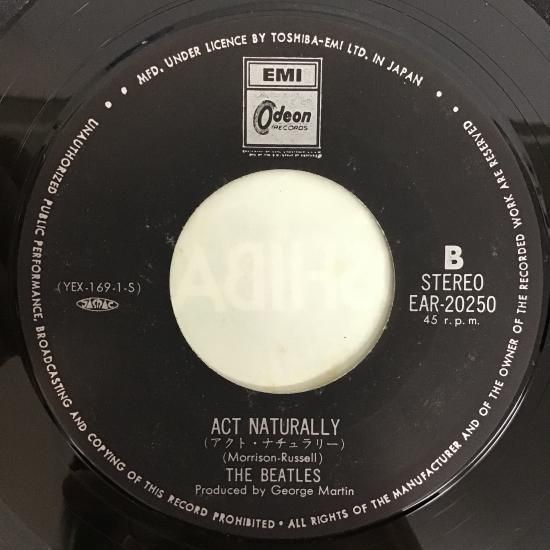 MFD. UNDER LICENCE BY TOSHIBA-EMI LTD. IN JAPAN
EMI
Odeon
RECORDS
(YEX-169-1-S)
JASRAC
B
STEREO
EAR-20250
45 r.p.m.
ACT NATURALLY
(アクト・ナチュラリー)
(Morrison-Russell)
THE BEATLES
Produced by George Martin
UNAUTHORIZED PUBLIC PERFORMANCE, BROADCASTING AND COPYING OF THIS RECORD PROHIBITED • ALL RIGHTS OF THE MANUFACTURER AND OF THE OWNER OF THE RECORDED WORK ARE RESERVED